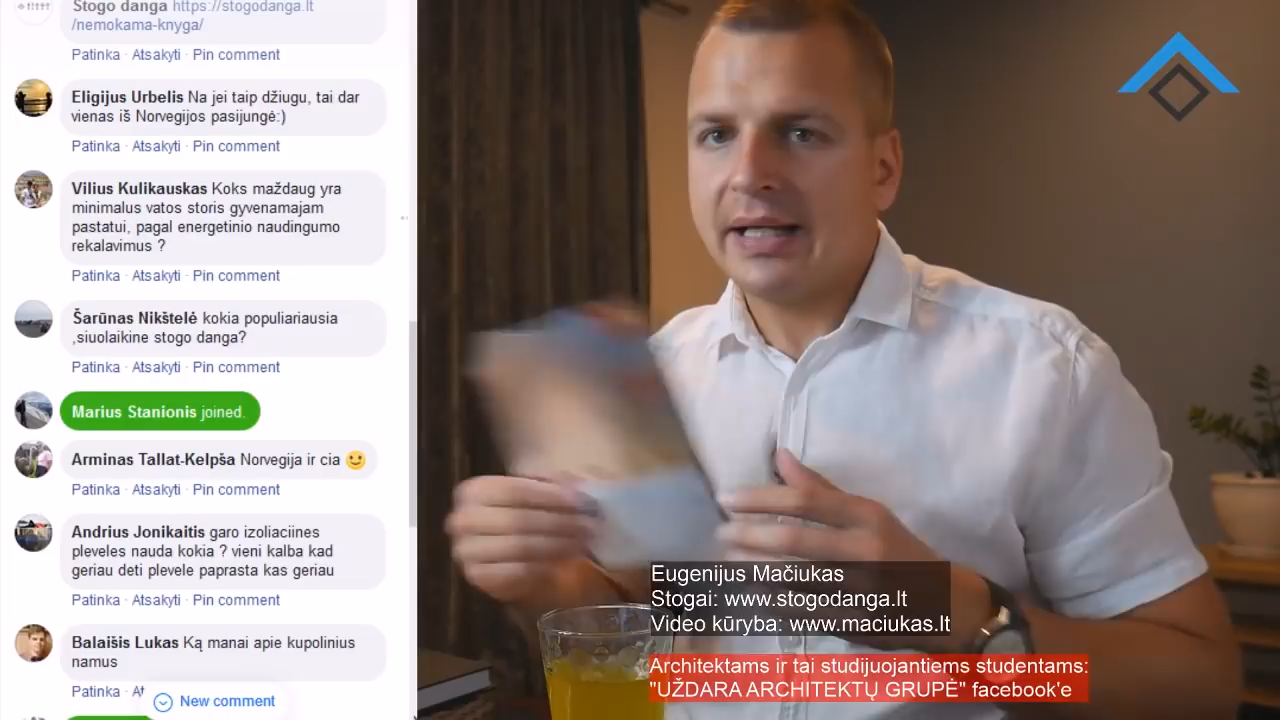 Stogo danga https://stogodanga.lt
/nemokama-knyga/
Patinka · Atsakyti · Pin comment
Eligijus Urbelis Na jei taip džiugu, tai dar
vienas iš Norvegijos pasijungė:)
Patinka · Atsakyti · Pin comment
Vilius Kulikauskas Koks maždaug yra
minimalus vatos storis gyvenamajam
pastatui, pagal energetinio naudingumo
rekalavimus ?
Patinka · Atsakyti · Pin comment
Šarūnas Nikštelė kokia populiariausia
,siuolaikine stogo danga?
Patinka · Atsakyti · Pin comment
Marius Stanionis joined.
Arminas Tallat-Kelpša Norvegija ir cia 🙂
Patinka · Atsakyti · Pin comment
Andrius Jonikaitis garo izoliaciines
pleveles nauda kokia ? vieni kalba kad
geriau deti plevele paprasta kas geriau
Patinka · Atsakyti · Pin comment
Balaišis Lukas Ką manai apie kupolinius
namus
Patinka · At
New comment
Eugenijus Mačiukas
Stogai: www.stogodanga.lt
Video kūryba: www.maciukas.lt
Architektams ir tai studijuojantiems studentams:
"UŽDARA ARCHITEKTŲ GRUPĖ" facebook'e